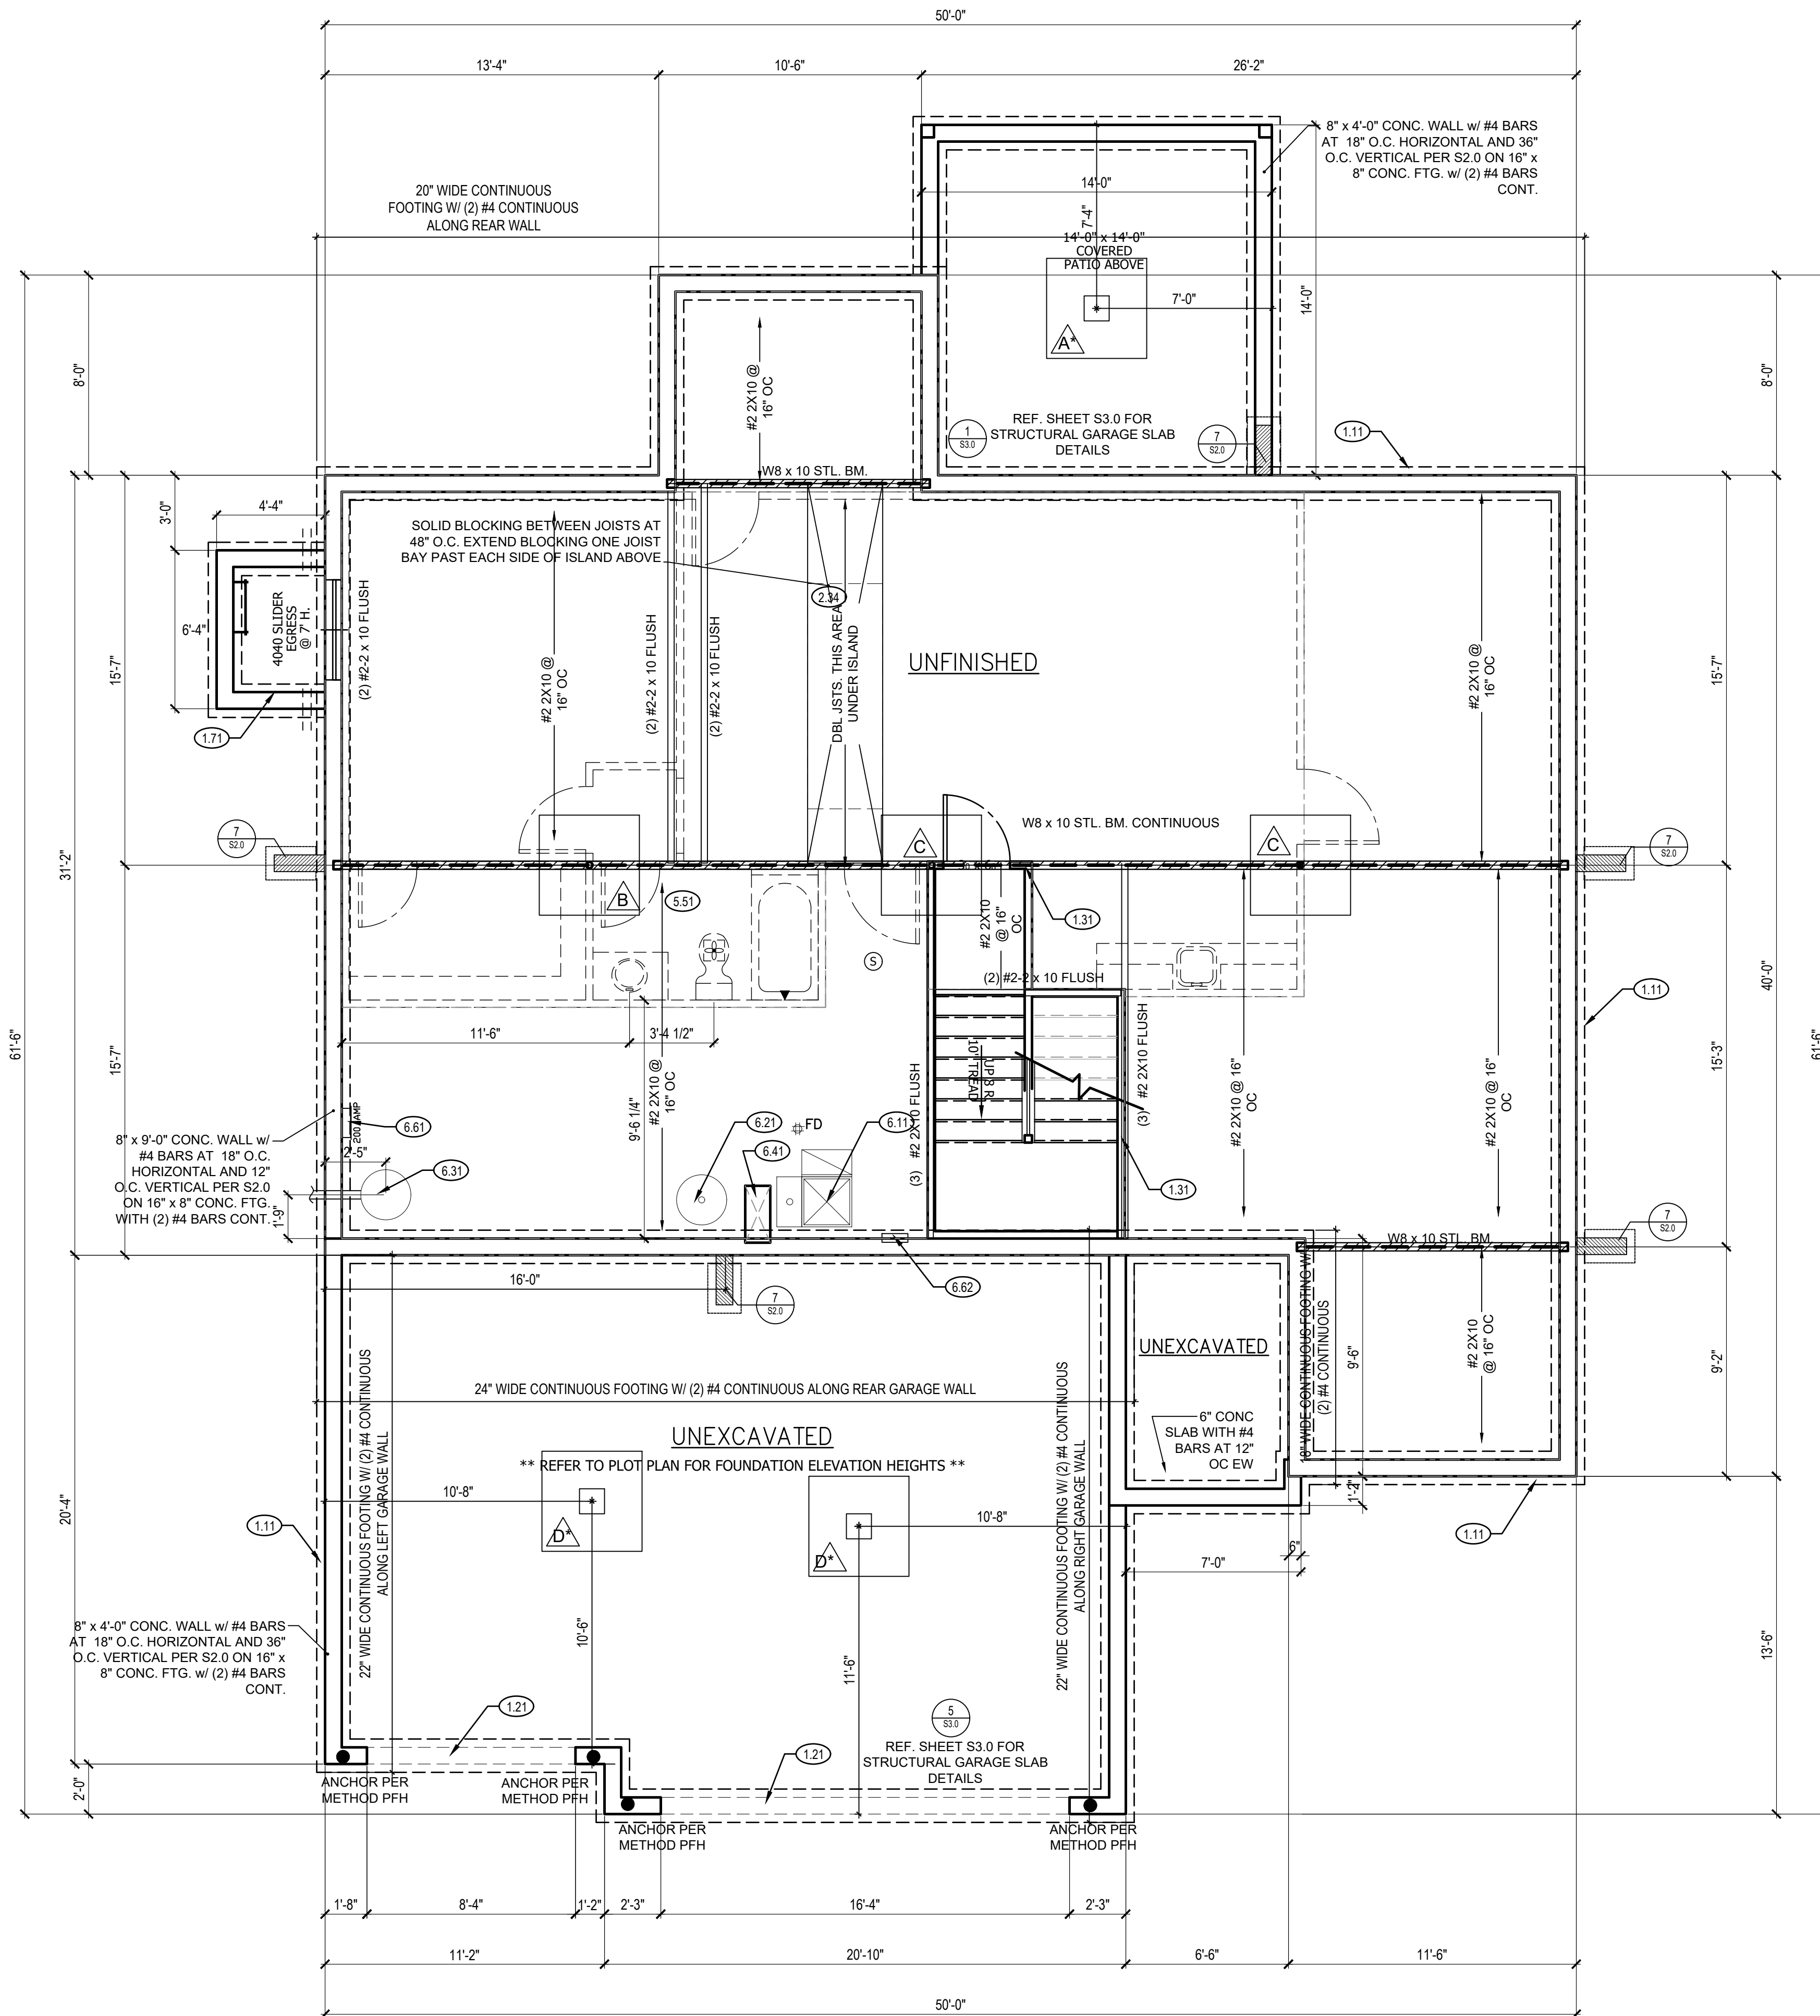 50'-0"
13'-4"
10'-6"
26'-2"
8" x 4'-0" CONC. WALL w/ #4 BARS
AT 18" O.C. HORIZONTAL AND 36"
O.C. VERTICAL PER S2.0 ON 16" x
8" CONC. FTG. w/ (2) #4 BARS
CONT.
20" WIDE CONTINUOUS
FOOTING W/ (2) #4 CONTINUOUS
ALONG REAR WALL
14'-0"
7'-4"
14'-0" x 14'-0"
COVERED
PATIO ABOVE
7'-0"
14'-0"
A*
8'-0"
8'-0"
#2 2X10 @
16" OC
1
S3.0
REF. SHEET S3.0 FOR
STRUCTURAL GARAGE SLAB
DETAILS
7
S2.0
1.11
W8 x 10 STL. BM.
3'-0"
4'-4"
SOLID BLOCKING BETWEEN JOISTS AT
48" O.C. EXTEND BLOCKING ONE JOIST
BAY PAST EACH SIDE OF ISLAND ABOVE
2.34
4040 SLIDER
EGRESS
@ 7' H.
6'-4"
(2) #2-2 x 10 FLUSH
#2 2X10 @
16" OC
(2) #2-2 x 10 FLUSH
(2) #2-2 x 10 FLUSH
DBL JSTS. THIS AREA
UNDER ISLAND
UNFINISHED
#2 2X10 @
16" OC
15'-7"
15'-7"
1.71
7
S2.0
C
W8 x 10 STL. BM. CONTINUOUS
C
7
S2.0
31'-2"
B
5.51
1.31
#2 2X10
@ 16"
OC
S
(2) #2-2 x 10 FLUSH
1.11
40'-0"
61'-6"
61'-6"
11'-6"
3'-4 1/2"
15'-7"
15'-3"
9'-6 1/4"
#2 2X10 @
16" OC
(3) #2 2X10 FLUSH
UP 8 R
10" TREAD
(3) #2 2X10 FLUSH
#2 2X10 @ 16"
OC
#2 2X10 @ 16"
OC
200 AMP
6.61
6.21
FD
6.11
6.41
8" x 9'-0" CONC. WALL w/
#4 BARS AT 18" O.C.
HORIZONTAL AND 12"
O.C. VERTICAL PER S2.0
ON 16" x 8" CONC. FTG.
WITH (2) #4 BARS CONT.
2'-5"
6.31
1'-9"
1.31
7
S2.0
W8 x 10 STL. BM.
16'-0"
7
S2.0
6.62
UNEXCAVATED
18" WIDE CONTINUOUS FOOTING W/
(2) #4 CONTINUOUS
9'-6"
#2 2X10
@ 16" OC
9'-2"
24" WIDE CONTINUOUS FOOTING W/ (2) #4 CONTINUOUS ALONG REAR GARAGE WALL
6" CONC
SLAB WITH #4
BARS AT 12"
OC EW
UNEXCAVATED
** REFER TO PLOT PLAN FOR FOUNDATION ELEVATION HEIGHTS **
22" WIDE CONTINUOUS FOOTING W/ (2) #4 CONTINUOUS
ALONG LEFT GARAGE WALL
22" WIDE CONTINUOUS FOOTING W/ (2) #4 CONTINUOUS
ALONG RIGHT GARAGE WALL
10'-8"
D*
10'-8"
D*
1'-2"
1.11
1.11
20'-4"
6"
7'-0"
10'-6"
11'-6"
13'-6"
8" x 4'-0" CONC. WALL w/ #4 BARS
AT 18" O.C. HORIZONTAL AND 36"
O.C. VERTICAL PER S2.0 ON 16" x
8" CONC. FTG. w/ (2) #4 BARS
CONT.
1.21
5
S3.0
REF. SHEET S3.0 FOR
STRUCTURAL GARAGE SLAB
DETAILS
1.21
2'-0"
ANCHOR PER
METHOD PFH
ANCHOR PER
METHOD PFH
ANCHOR PER
METHOD PFH
ANCHOR PER
METHOD PFH
1'-8"
8'-4"
1'-2"
2'-3"
16'-4"
2'-3"
11'-2"
20'-10"
6'-6"
11'-6"
50'-0"